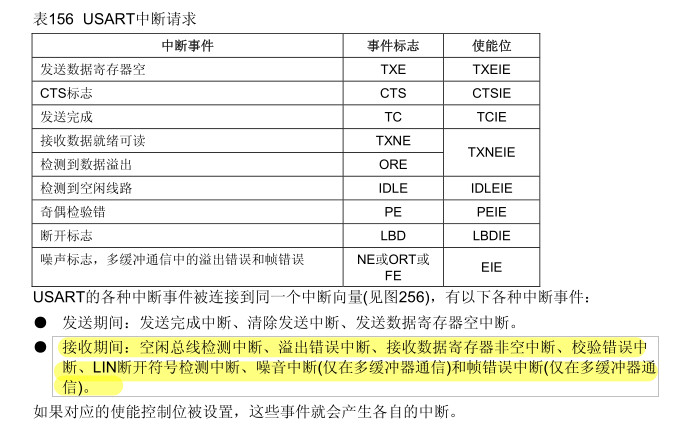 表156 USART中断请求
中断事件 事件标志 使能位
发送数据寄存器空 TXE TXEIE
CTS标志 CTS CTSIE
发送完成 TC TCIE
接收数据就绪可读 TXNE TXNEIE
检测到数据溢出 ORE
检测到空闲线路 IDLE IDLEIE
奇偶检验错 PE PEIE
断开标志 LBD LBDIE
噪声标志，多缓冲通信中的溢出错误和帧错误 NE或ORT或 EIE
FE
USART的各种中断事件被连接到同一个中断向量(见图256)，有以下各种中断事件：
● 发送期间：发送完成中断、清除发送中断、发送数据寄存器空中断。
● 接收期间：空闲总线检测中断、溢出错误中断、接收数据寄存器非空中断、校验错误中
断、LIN断开符号检测中断、噪音中断(仅在多缓冲器通信)和帧错误中断(仅在多缓冲器通
信)。
如果对应的使能控制位被设置，这些事件就会产生各自的中断。